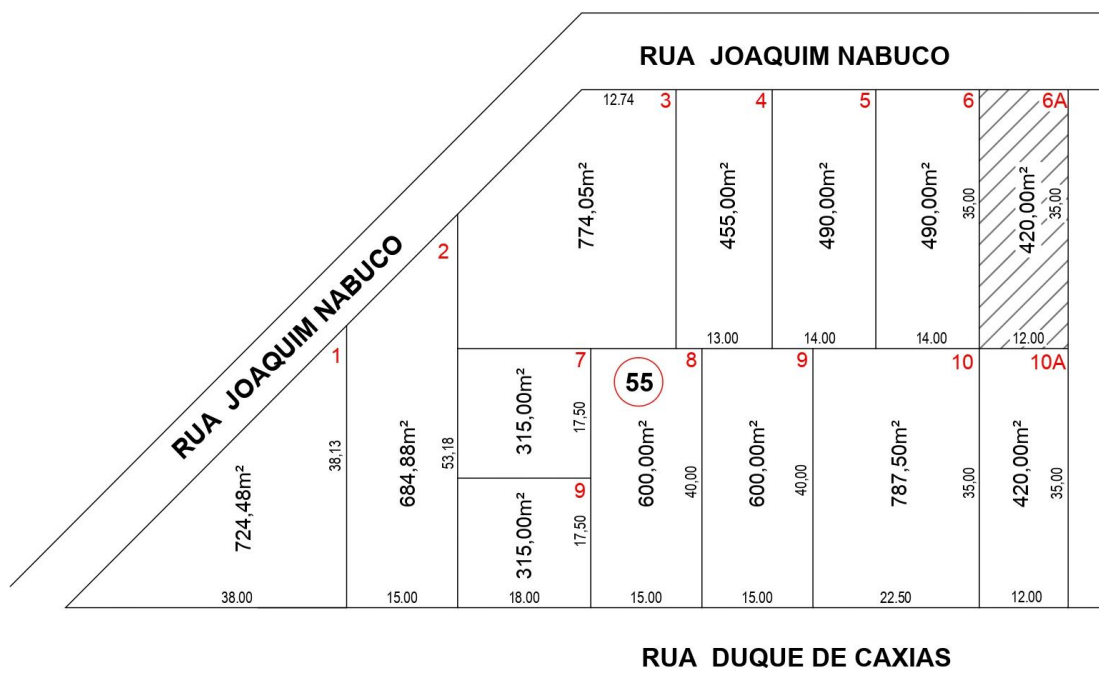 RUA  JOAQUIM NABUCO
12.74
3
4
5
6
6A
774,05m²
455,00m²
490,00m²
490,00m²
35,00
420,00m²
35,00
13.00
14.00
14.00
12.00
RUA  JOAQUIM NABUCO
2
1
7
55
8
9
10
10A
724,48m²
38,13
684,88m²
53,18
315,00m²
17,50
9
315,00m²
17,50
600,00m²
40,00
600,00m²
40,00
787,50m²
35,00
420,00m²
35,00
38.00
15.00
18.00
15.00
15.00
22.50
12.00
RUA  DUQUE DE CAXIAS